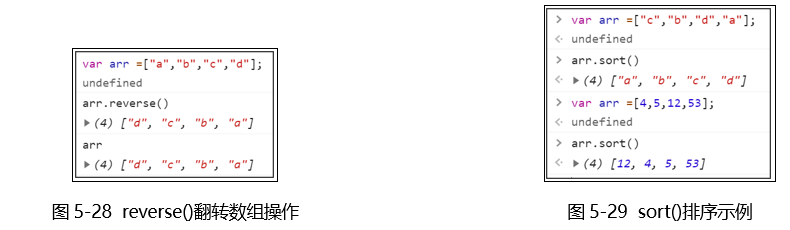 var arr =["a","b","c","d"];
undefined
arr.reverse()
▶(4) ["d", "c", "b", "a"]
arr
▶(4) ["d", "c", "b", "a"]
图 5-28 reverse()翻转数组操作
> var arr =["c","b","d","a"];
<· undefined
> arr.sort()
<· ▶(4) ["a", "b", "c", "d"]
> var arr =[4,5,12,53];
<· undefined
> arr.sort()
<· ▶(4) [12, 4, 5, 53]
图 5-29 sort()排序示例